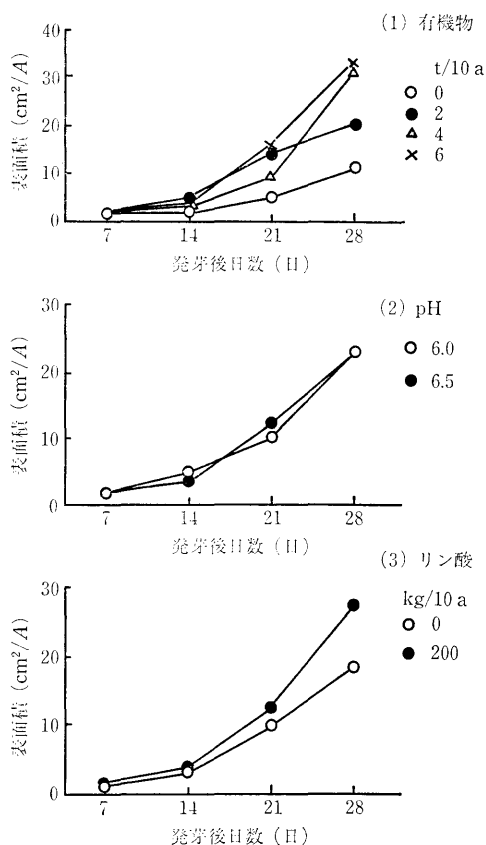 (1) 有機物
t/10 a
0
2
4
6
表面積 (cm²/A)
40
30
20
10
0
7 14 21 28
発芽後日数 (日)
(2) pH
6.0
6.5
表面積 (cm²/A)
30
20
10
0
7 14 21 28
発芽後日数 (日)
(3) リン酸
kg/10 a
0
200
表面積 (cm²/A)
30
20
10
0
7 14 21 28
発芽後日数 (日)